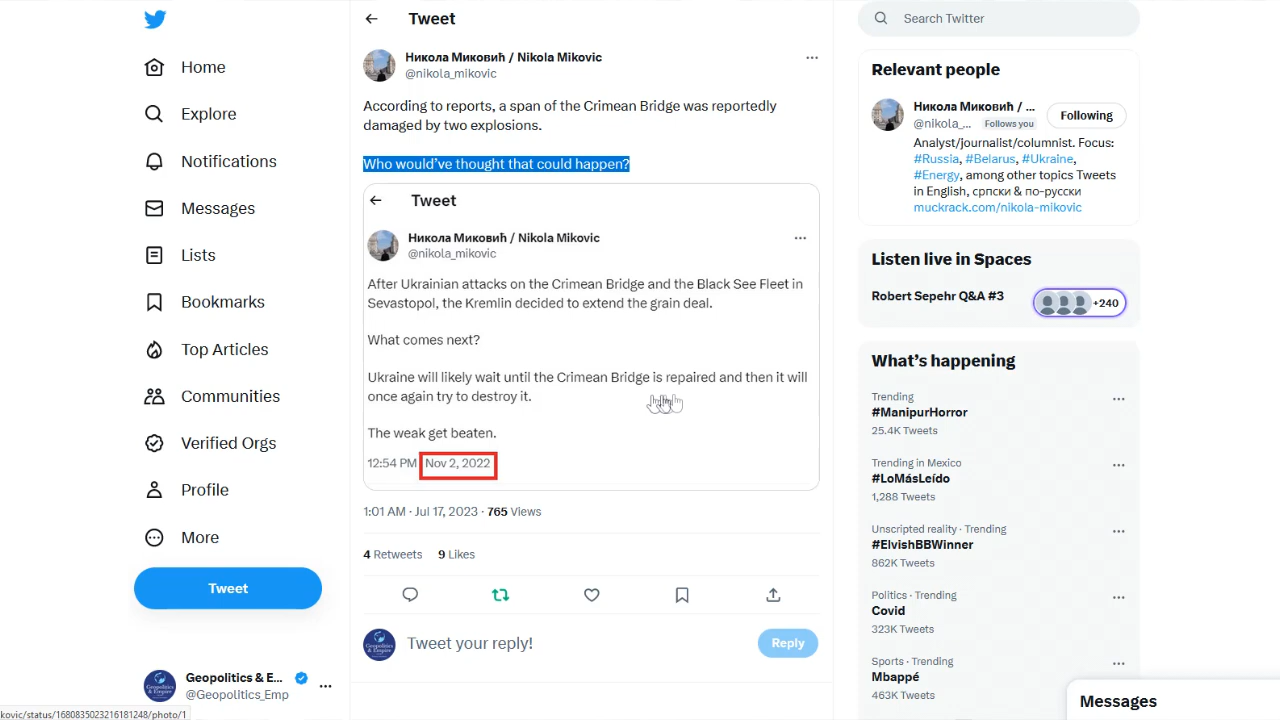 Home
Explore
Notifications
Messages
Lists
Bookmarks
Top Articles
Communities
Verified Orgs
Profile
More
Tweet
Geopolitics & E...
@Geopolitics_Emp
kovic/status/1680835023216181248/photo/1
Tweet
Никола Миковић / Nikola Mikovic
@nikola_mikovic
According to reports, a span of the Crimean Bridge was reportedly
damaged by two explosions.
Who would've thought that could happen?
Tweet
Никола Миковић / Nikola Mikovic
@nikola_mikovic
After Ukrainian attacks on the Crimean Bridge and the Black See Fleet in
Sevastopol, the Kremlin decided to extend the grain deal.
What comes next?
Ukraine will likely wait until the Crimean Bridge is repaired and then it will
once again try to destroy it.
The weak get beaten.
12:54 PM Nov 2, 2022
1:01 AM · Jul 17, 2023 · 765 Views
4 Retweets 9 Likes
Geopolitics
& Empire
Tweet your reply!
Reply
Search Twitter
Relevant people
Никола Миковић / ...
@nikola_... Follows you
Following
Analyst/journalist/columnist. Focus:
#Russia, #Belarus, #Ukraine,
#Energy, among other topics Tweets
in English, српски & по-русски
muckrack.com/nikola-mikovic
Listen live in Spaces
Robert Sepehr Q&A #3
+240
What's happening
Trending
#ManipurHorror
25.4K Tweets
Trending in Mexico
#LoMásLeído
1,288 Tweets
Unscripted reality · Trending
#ElvishBBWinner
862K Tweets
Politics · Trending
Covid
323K Tweets
Sports · Trending
Mbappé
463K Tweets
Messages